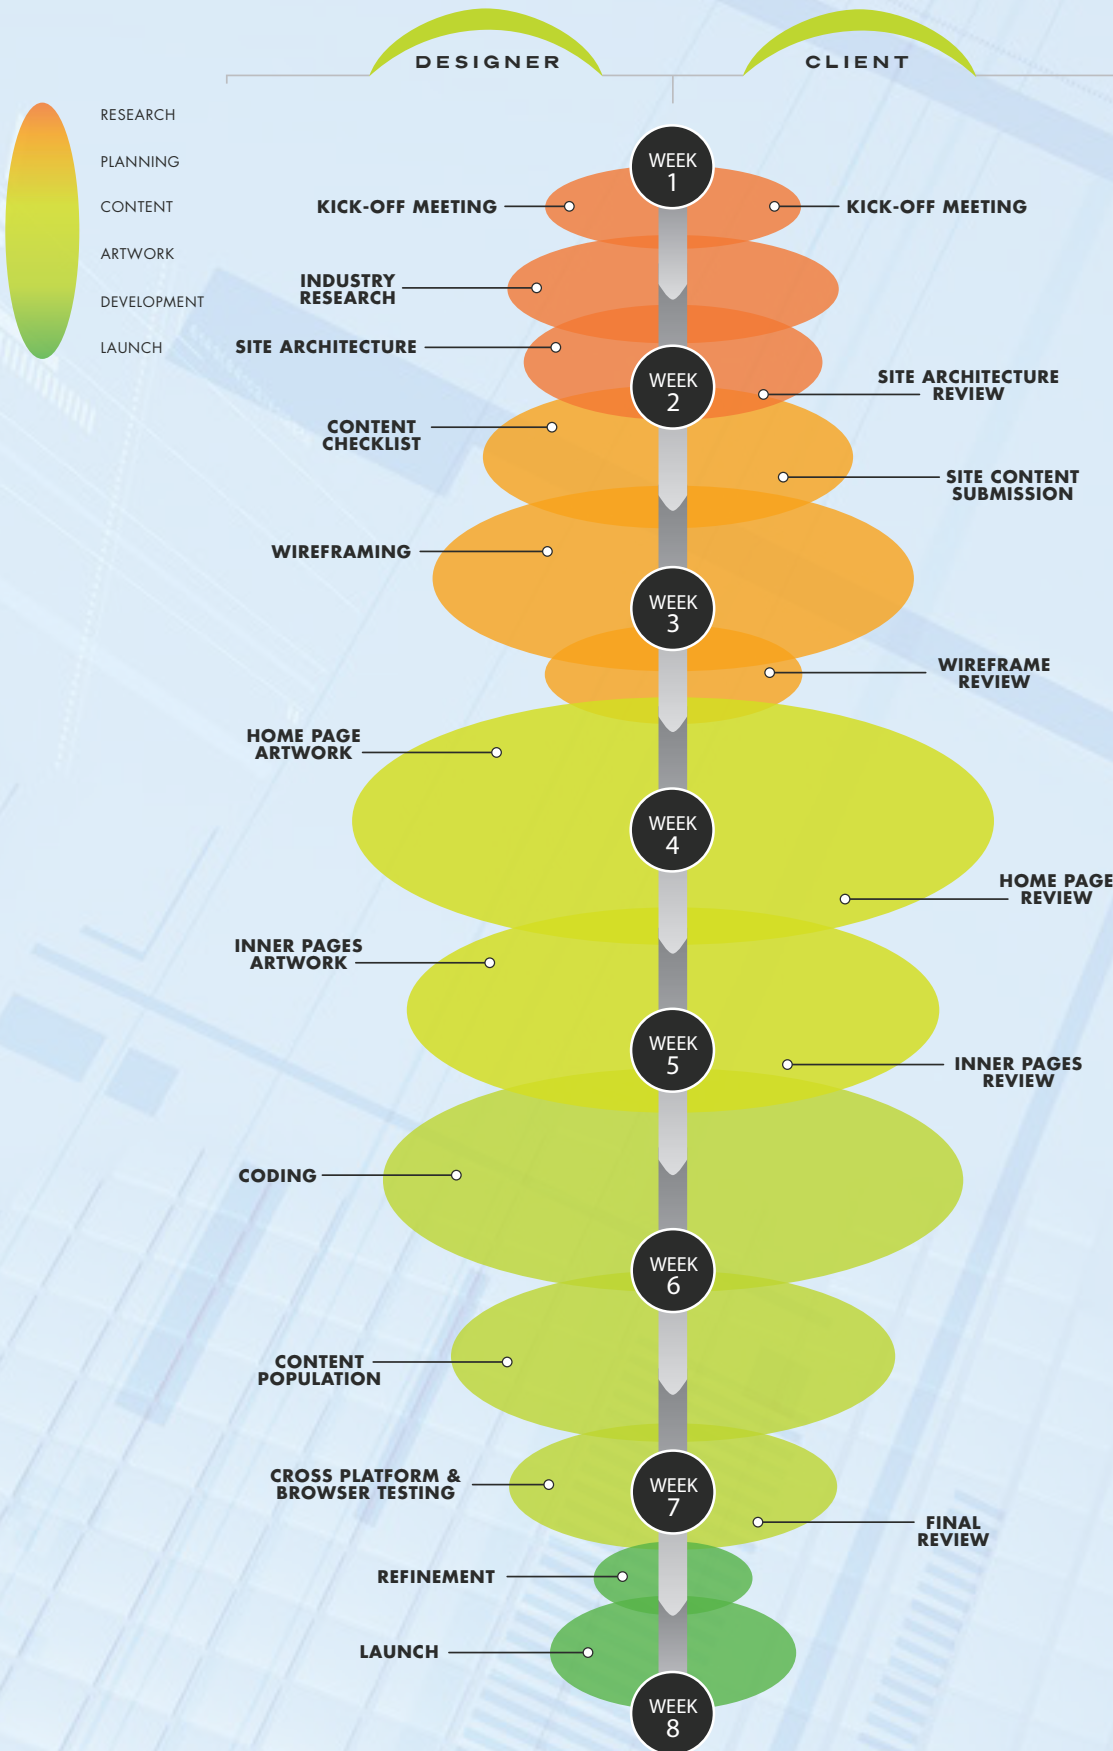 DESIGNER
CLIENT
RESEARCH
PLANNING
CONTENT
ARTWORK
DEVELOPMENT
LAUNCH
WEEK
1
KICK-OFF MEETING
KICK-OFF MEETING
INDUSTRY
RESEARCH
SITE ARCHITECTURE
WEEK
2
SITE ARCHITECTURE
REVIEW
CONTENT
CHECKLIST
SITE CONTENT
SUBMISSION
WIREFRAMING
WEEK
3
WIREFRAME
REVIEW
HOME PAGE
ARTWORK
WEEK
4
HOME PAGE
REVIEW
INNER PAGES
ARTWORK
WEEK
5
INNER PAGES
REVIEW
CODING
WEEK
6
CONTENT
POPULATION
CROSS PLATFORM &
BROWSER TESTING
WEEK
7
FINAL
REVIEW
REFINEMENT
LAUNCH
WEEK
8